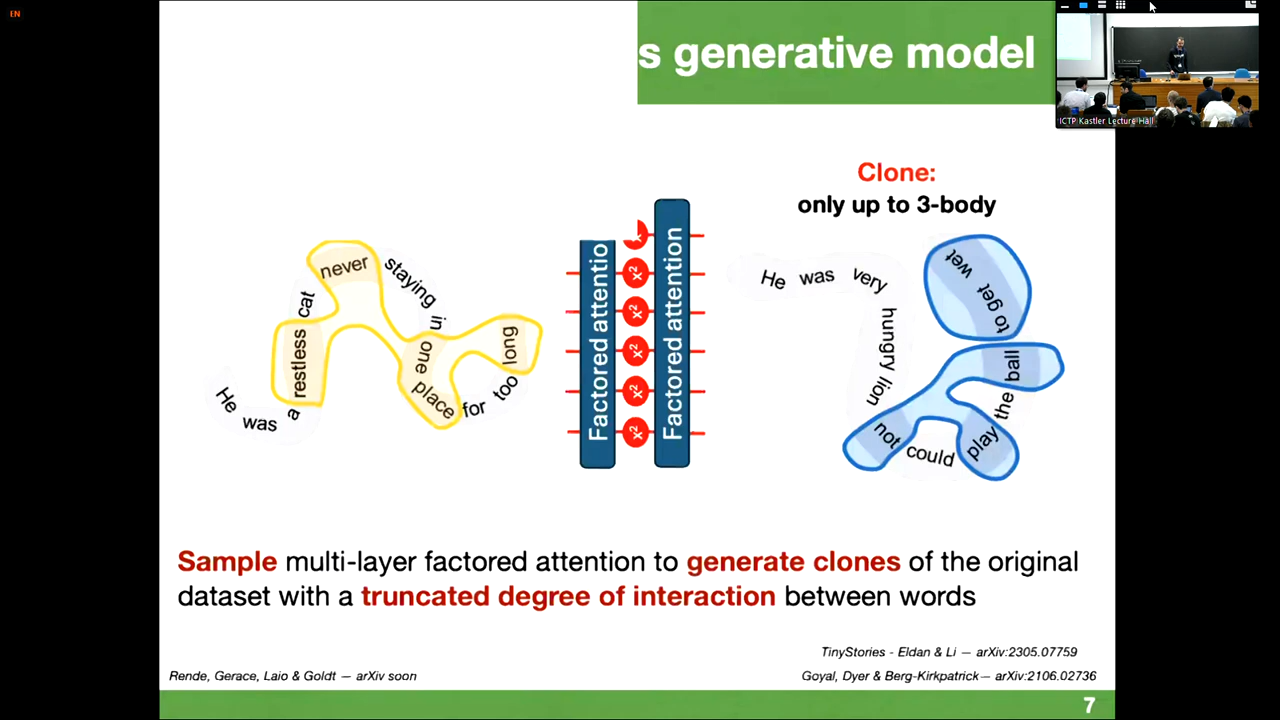 EN
s generative model
ICTP Kastler Lecture Hall
Clone:
only up to 3-body
He was a restless cat never staying in one place for too long
Factored attentio
x²
x²
x²
x²
x²
Factored attention
He was very hungry lion not could play the ball to get wet
Sample multi-layer factored attention to generate clones of the original
dataset with a truncated degree of interaction between words
TinyStories - Eldan & Li — arXiv:2305.07759
Rende, Gerace, Laio & Goldt — arXiv soon
Goyal, Dyer & Berg-Kirkpatrick— arXiv:2106.02736
7